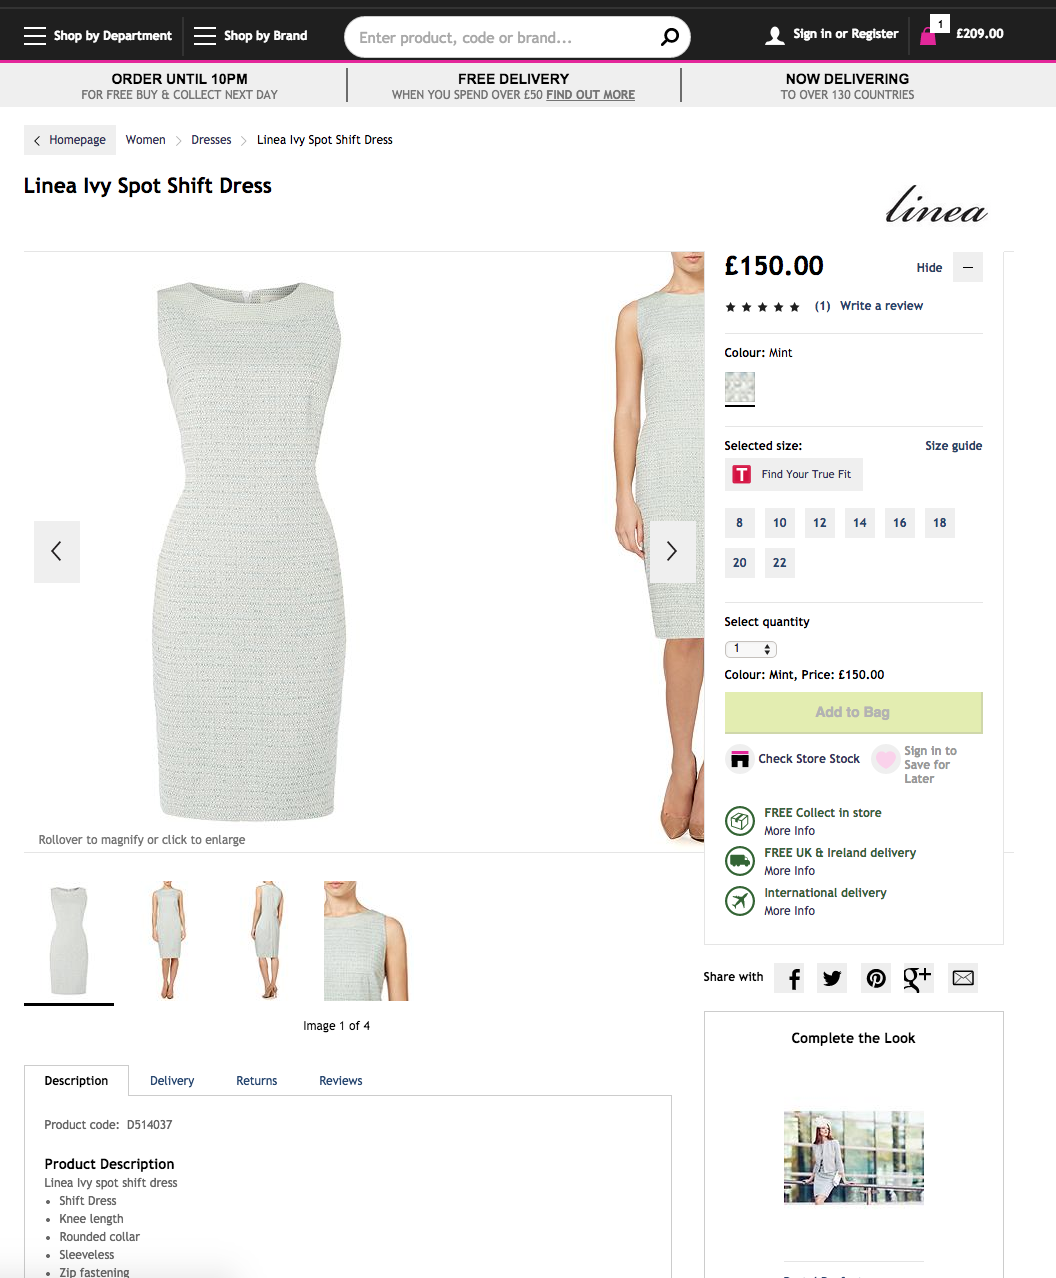 Shop by Department
Shop by Brand
Enter product, code or brand...
Sign in or Register
1
£209.00
ORDER UNTIL 10PM
FOR FREE BUY & COLLECT NEXT DAY
FREE DELIVERY
WHEN YOU SPEND OVER £50 FIND OUT MORE
NOW DELIVERING
TO OVER 130 COUNTRIES
Homepage
Women
Dresses
Linea Ivy Spot Shift Dress
Linea Ivy Spot Shift Dress
linea
£150.00
Hide
(1) Write a review
Colour: Mint
Selected size:
Size guide
T Find Your True Fit
8 10 12 14 16 18
20 22
Select quantity
1
Colour: Mint, Price: £150.00
Add to Bag
Check Store Stock
Sign in to
Save for
Later
FREE Collect in store
More Info
FREE UK & Ireland delivery
More Info
International delivery
More Info
Rollover to magnify or click to enlarge
Image 1 of 4
Share with
Complete the Look
Description
Delivery
Returns
Reviews
Product code: D514037
Product Description
Linea Ivy spot shift dress
• Shift Dress
• Knee length
• Rounded collar
• Sleeveless
• Zip fastening